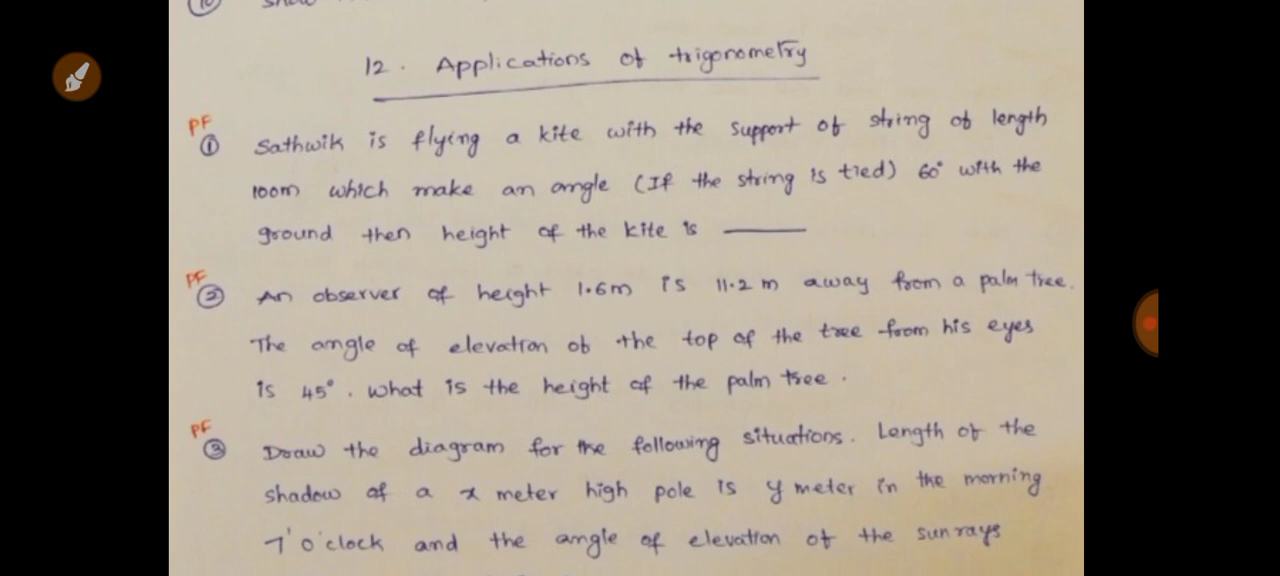 10 show
12. Applications of trigonometry
PF
① Sathwik is flying a kite with the support of string of length
100m which make an angle (If the string is tied) 60° with the
ground then height of the kite is ———
PF
② An observer of height 1.6m is 11.2 m away from a palm tree.
The angle of elevation of the top of the tree from his eyes
is 45°. what is the height of the palm tree.
PF
③ Draw the diagram for the following situations. Length of the
shadow of a x meter high pole is y meter in the morning
7'o'clock and the angle of elevation of the sun rays